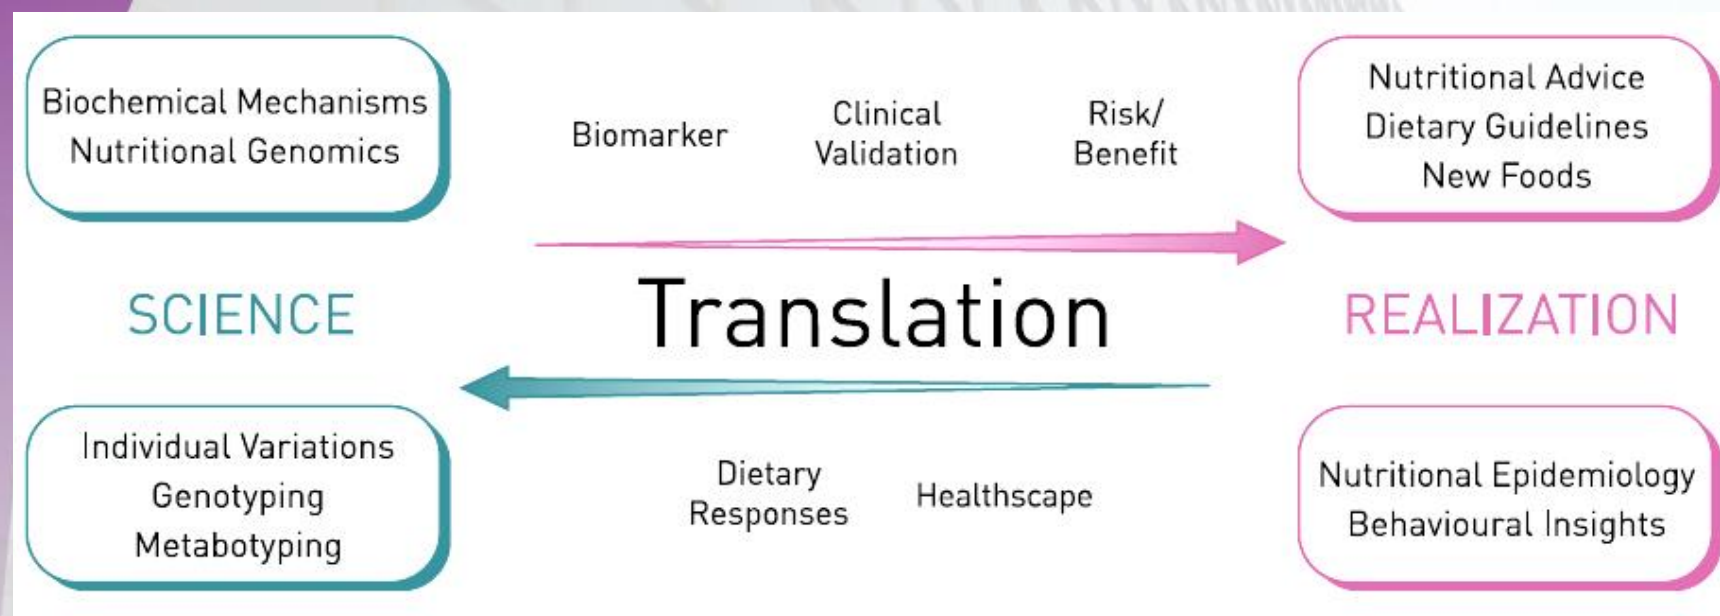 Biochemical Mechanisms
Nutritional Genomics
Biomarker
Clinical
Validation
Risk/
Benefit
Nutritional Advice
Dietary Guidelines
New Foods
SCIENCE
Translation
REALIZATION
Individual Variations
Genotyping
Metabotyping
Dietary
Responses
Healthscape
Nutritional Epidemiology
Behavioural Insights